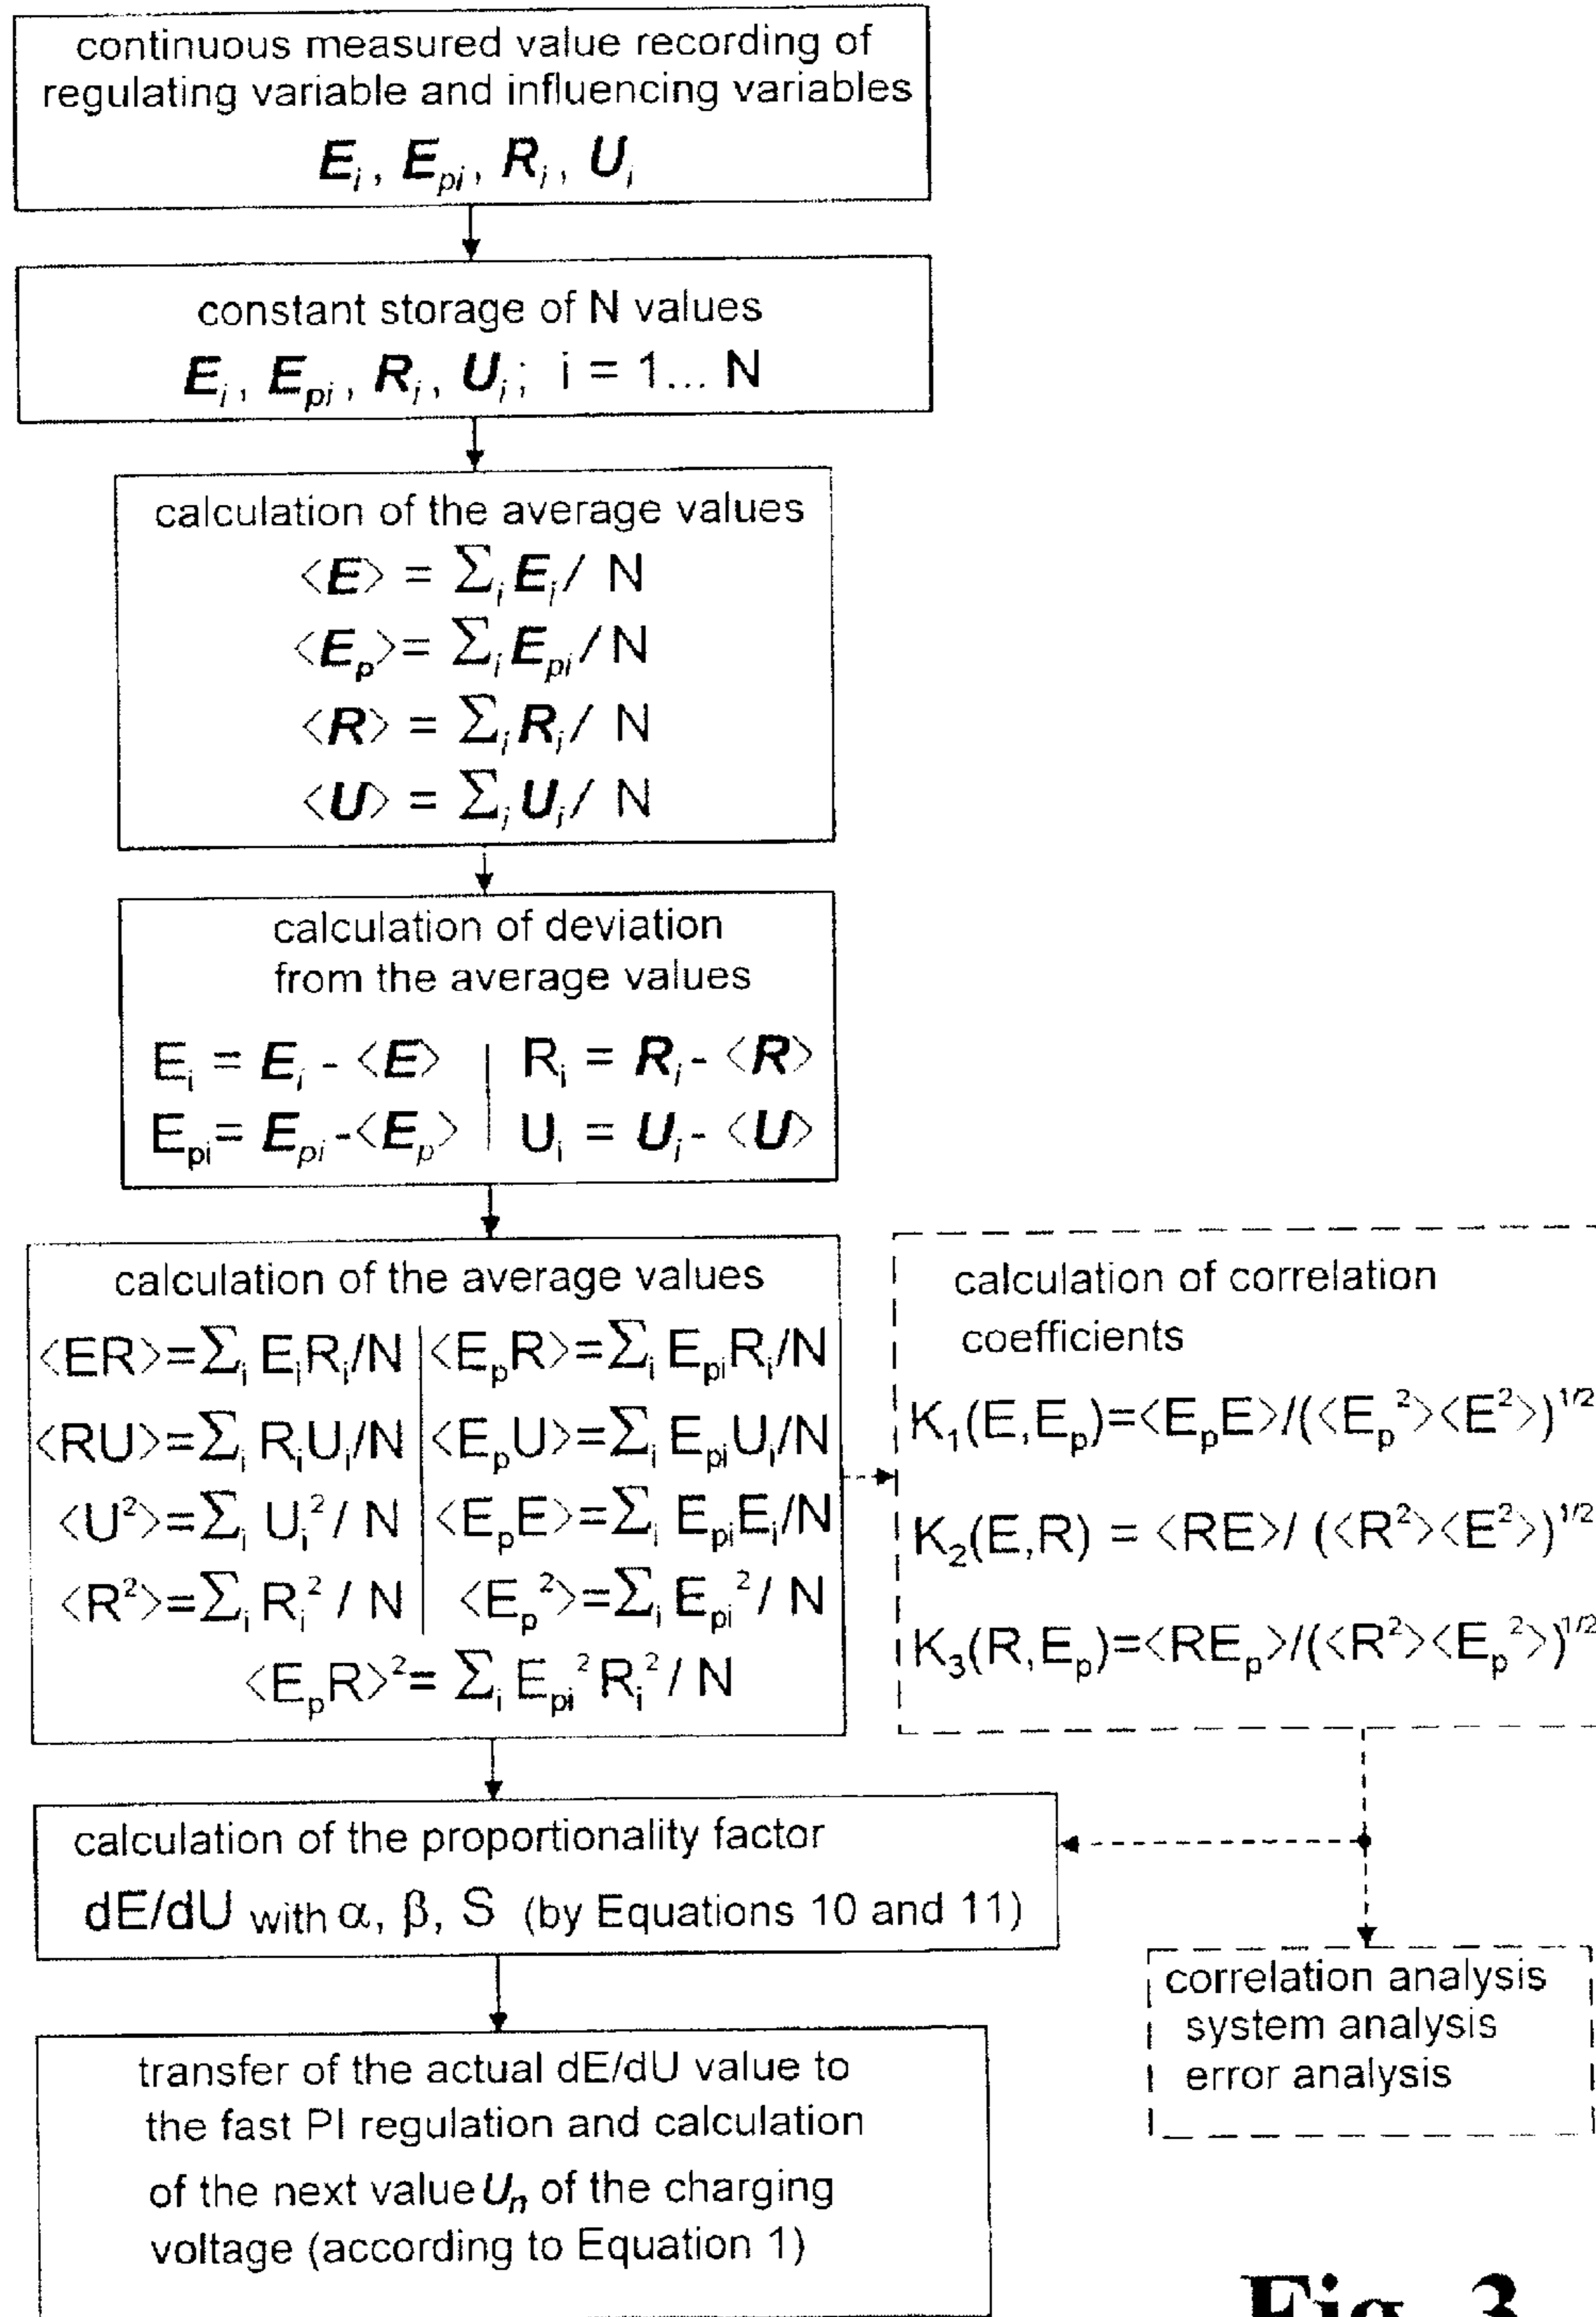 continuous measured value recording of
regulating variable and influencing variables
E_i, E_pi, R_i, U_i
constant storage of N values
E_i, E_pi, R_i, U_i; i = 1... N
calculation of the average values
<E> = Σ_i E_i / N
<E_p> = Σ_i E_pi / N
<R> = Σ_i R_i / N
<U> = Σ_i U_i / N
calculation of deviation
from the average values
E_i = E_i - <E> | R_i = R_i - <R>
E_pi = E_pi - <E_p> | U_i = U_i - <U>
calculation of the average values
<ER>=Σ_i E_iR_i/N | <E_pR>=Σ_i E_piR_i/N
<RU>=Σ_i R_iU_i/N | <E_pU>=Σ_i E_piU_i/N
<U²>=Σ_i U_i² / N | <E_pE>=Σ_i E_piE_i/N
<R²>=Σ_i R_i² / N | <E_p²>=Σ_i E_pi² / N
<E_pR>²= Σ_i E_pi² R_i² / N
calculation of correlation
coefficients
K₁(E,E_p)=<E_pE>/(<E_p²><E²>)^1/2
K₂(E,R) = <RE>/ (<R²><E²>)^1/2
K₃(R,E_p)=<RE_p>/(<R²><E_p²>)^1/2
calculation of the proportionality factor
dE/dU with α, β, S (by Equations 10 and 11)
correlation analysis
system analysis
error analysis
transfer of the actual dE/dU value to
the fast PI regulation and calculation
of the next value U_n of the charging
voltage (according to Equation 1)
Fig. 3